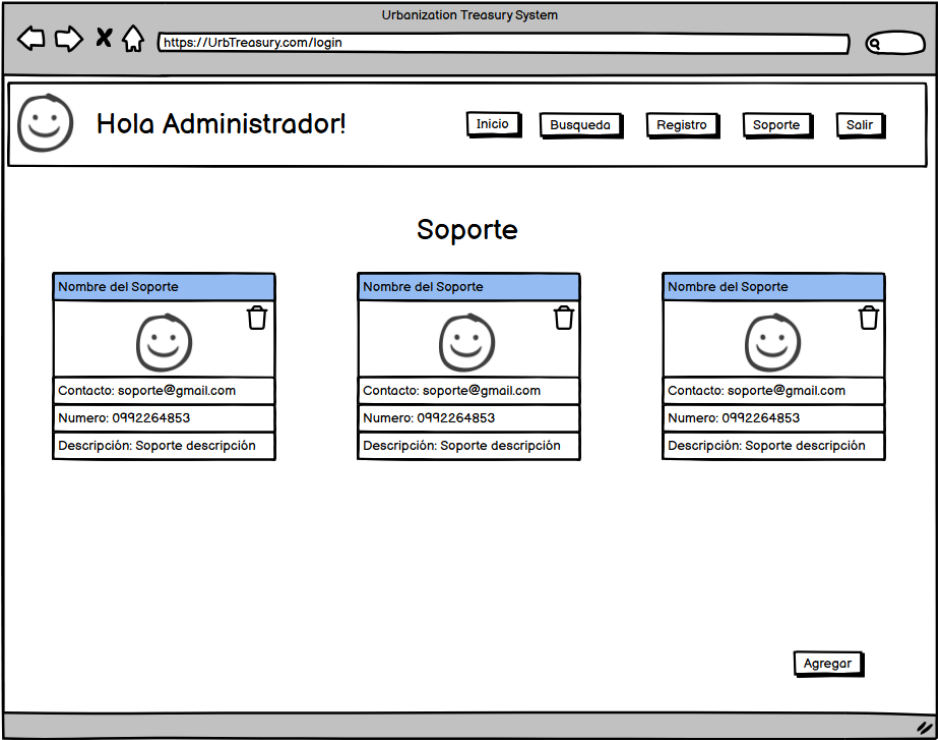 Urbanization Treasury System
https://UrbTreasury.com/login
Hola Administrador!
Inicio
Busqueda
Registro
Soporte
Salir
Soporte
Nombre del Soporte
Contacto: soporte@gmail.com
Numero: 0992264853
Descripción: Soporte descripción
Nombre del Soporte
Contacto: soporte@gmail.com
Numero: 0992264853
Descripción: Soporte descripción
Nombre del Soporte
Contacto: soporte@gmail.com
Numero: 0992264853
Descripción: Soporte descripción
Agregar